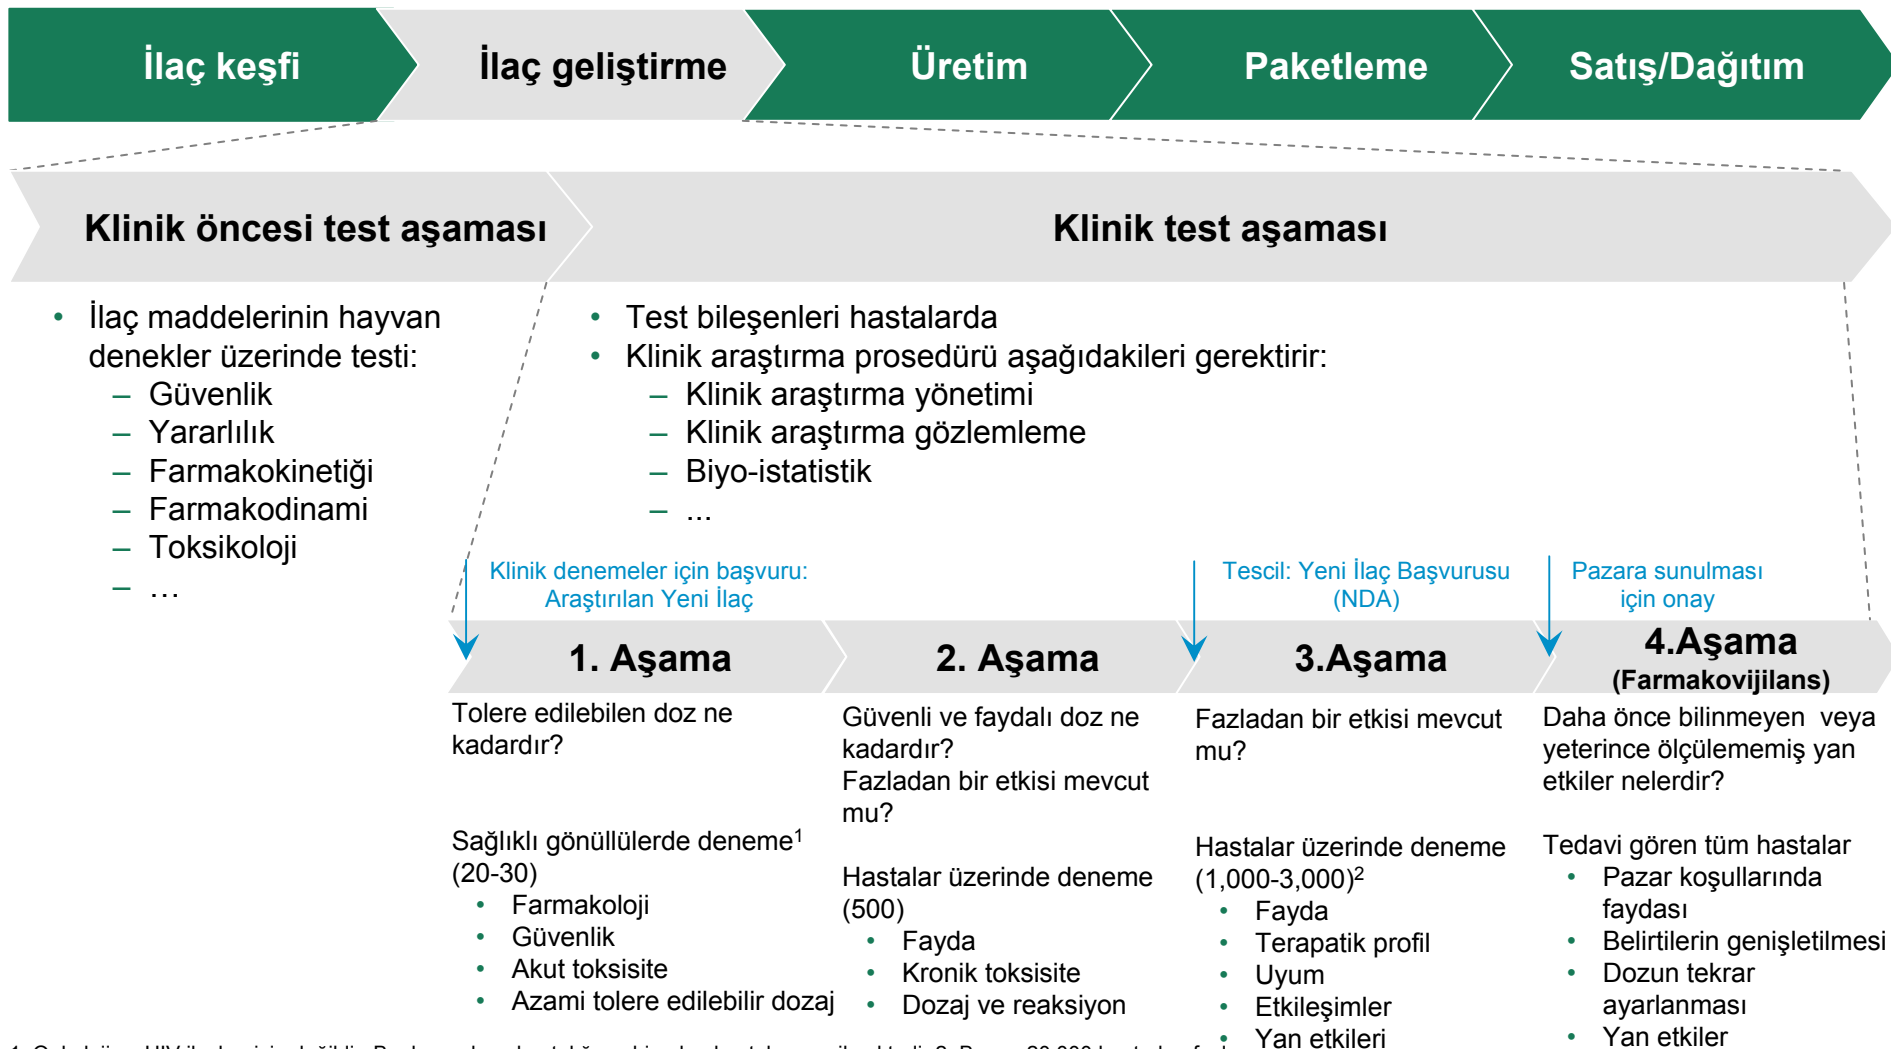 İlaç keşfi
İlaç geliştirme
Üretim
Paketleme
Satış/Dağıtım
Klinik öncesi test aşaması
Klinik test aşaması
• İlaç maddelerinin hayvan
denekler üzerinde testi:
– Güvenlik
– Yararlılık
– Farmakokinetiği
– Farmakodinami
– Toksikoloji
– …
• Test bileşenleri hastalarda
• Klinik araştırma prosedürü aşağıdakileri gerektirir:
– Klinik araştırma yönetimi
– Klinik araştırma gözlemleme
– Biyo-istatistik
– ...
Klinik denemeler için başvuru:
Araştırılan Yeni İlaç
Tescil: Yeni İlaç Başvurusu
(NDA)
Pazara sunulması
için onay
1. Aşama
2. Aşama
3.Aşama
4.Aşama
(Farmakovijilans)
Tolere edilebilen doz ne
kadardır?
Sağlıklı gönüllülerde deneme1
(20-30)
• Farmakoloji
• Güvenlik
• Akut toksisite
• Azami tolere edilebilir dozaj
Güvenli ve faydalı doz ne
kadardır?
Fazladan bir etkisi mevcut
mu?
Hastalar üzerinde deneme
(500)
• Fayda
• Kronik toksisite
• Dozaj ve reaksiyon
Fazladan bir etkisi mevcut
mu?
Hastalar üzerinde deneme
(1,000-3,000)2
• Fayda
• Terapatik profil
• Uyum
• Etkileşimler
• Yan etkileri
Daha önce bilinmeyen veya
yeterince ölçülememiş yan
etkiler nelerdir?
Tedavi gören tüm hastalar
• Pazar koşullarında
faydası
• Belirtilerin genişletilmesi
• Dozun tekrar
ayarlanması
• Yan etkiler